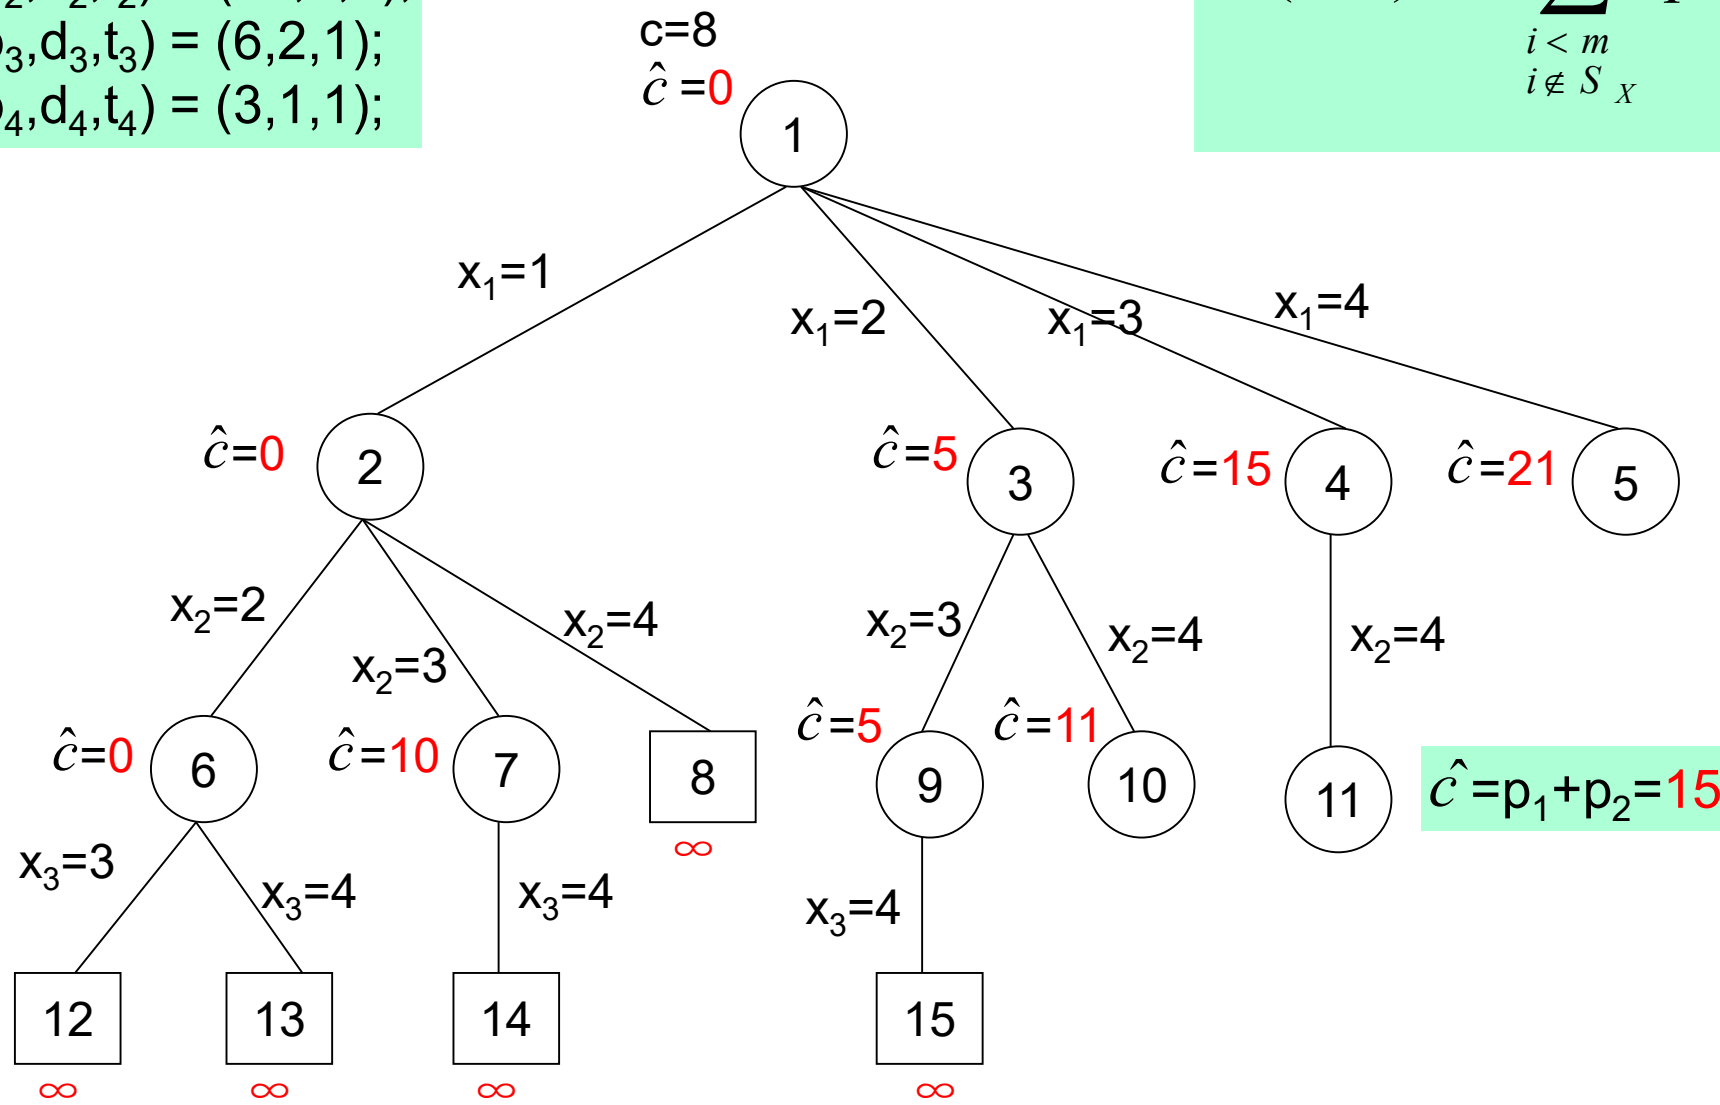 ₃,d₃,t₃) = (6,2,1);
₄,d₄,t₄) = (3,1,1);
i < m
i ∉ S_X
c=8
ĉ =0
1
x₁=1
x₁=2
x₁=3
x₁=4
ĉ=0
2
ĉ=5
3
ĉ=15
4
ĉ=21
5
x₂=2
x₂=3
x₂=4
x₂=3
x₂=4
x₂=4
ĉ=0
6
ĉ=10
7
8
∞
ĉ=5
9
ĉ=11
10
11
ĉ=p₁+p₂=15
x₃=3
x₃=4
x₃=4
x₃=4
12
13
14
15
∞
∞
∞
∞